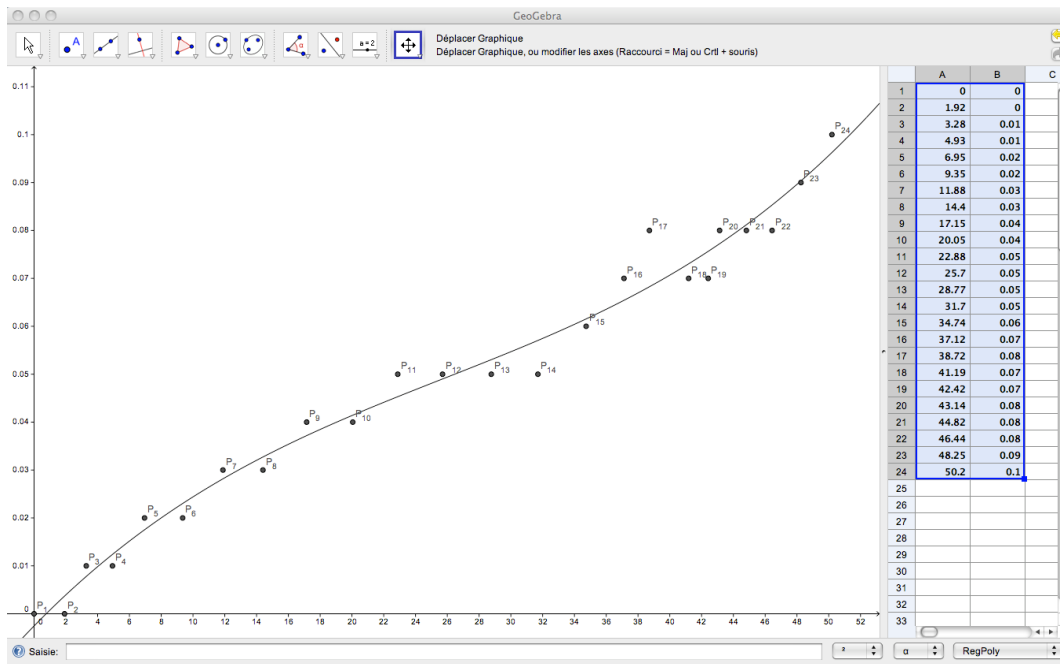 GeoGebra
A
α
a=2
Déplacer Graphique
Déplacer Graphique, ou modifier les axes (Raccourci = Maj ou Crtl + souris)
0.11
0.1
0.09
0.08
0.07
0.06
0.05
0.04
0.03
0.02
0.01
0
0 2 4 6 8 10 12 14 16 18 20 22 24 26 28 30 32 34 36 38 40 42 44 46 48 50 52
P1
P2
P3
P4
P5
P6
P7
P8
P9
P10
P11
P12
P13
P14
P15
P16
P17
P18
P19
P20
P21
P22
P23
P24
A B C
1 0 0
2 1.92 0
3 3.28 0.01
4 4.93 0.01
5 6.95 0.02
6 9.35 0.02
7 11.88 0.03
8 14.4 0.03
9 17.15 0.04
10 20.05 0.04
11 22.88 0.05
12 25.7 0.05
13 28.77 0.05
14 31.7 0.05
15 34.74 0.06
16 37.12 0.07
17 38.72 0.08
18 41.19 0.07
19 42.42 0.07
20 43.14 0.08
21 44.82 0.08
22 46.44 0.08
23 48.25 0.09
24 50.2 0.1
25
26
27
28
29
30
31
32
33
Saisie: ² α RegPoly